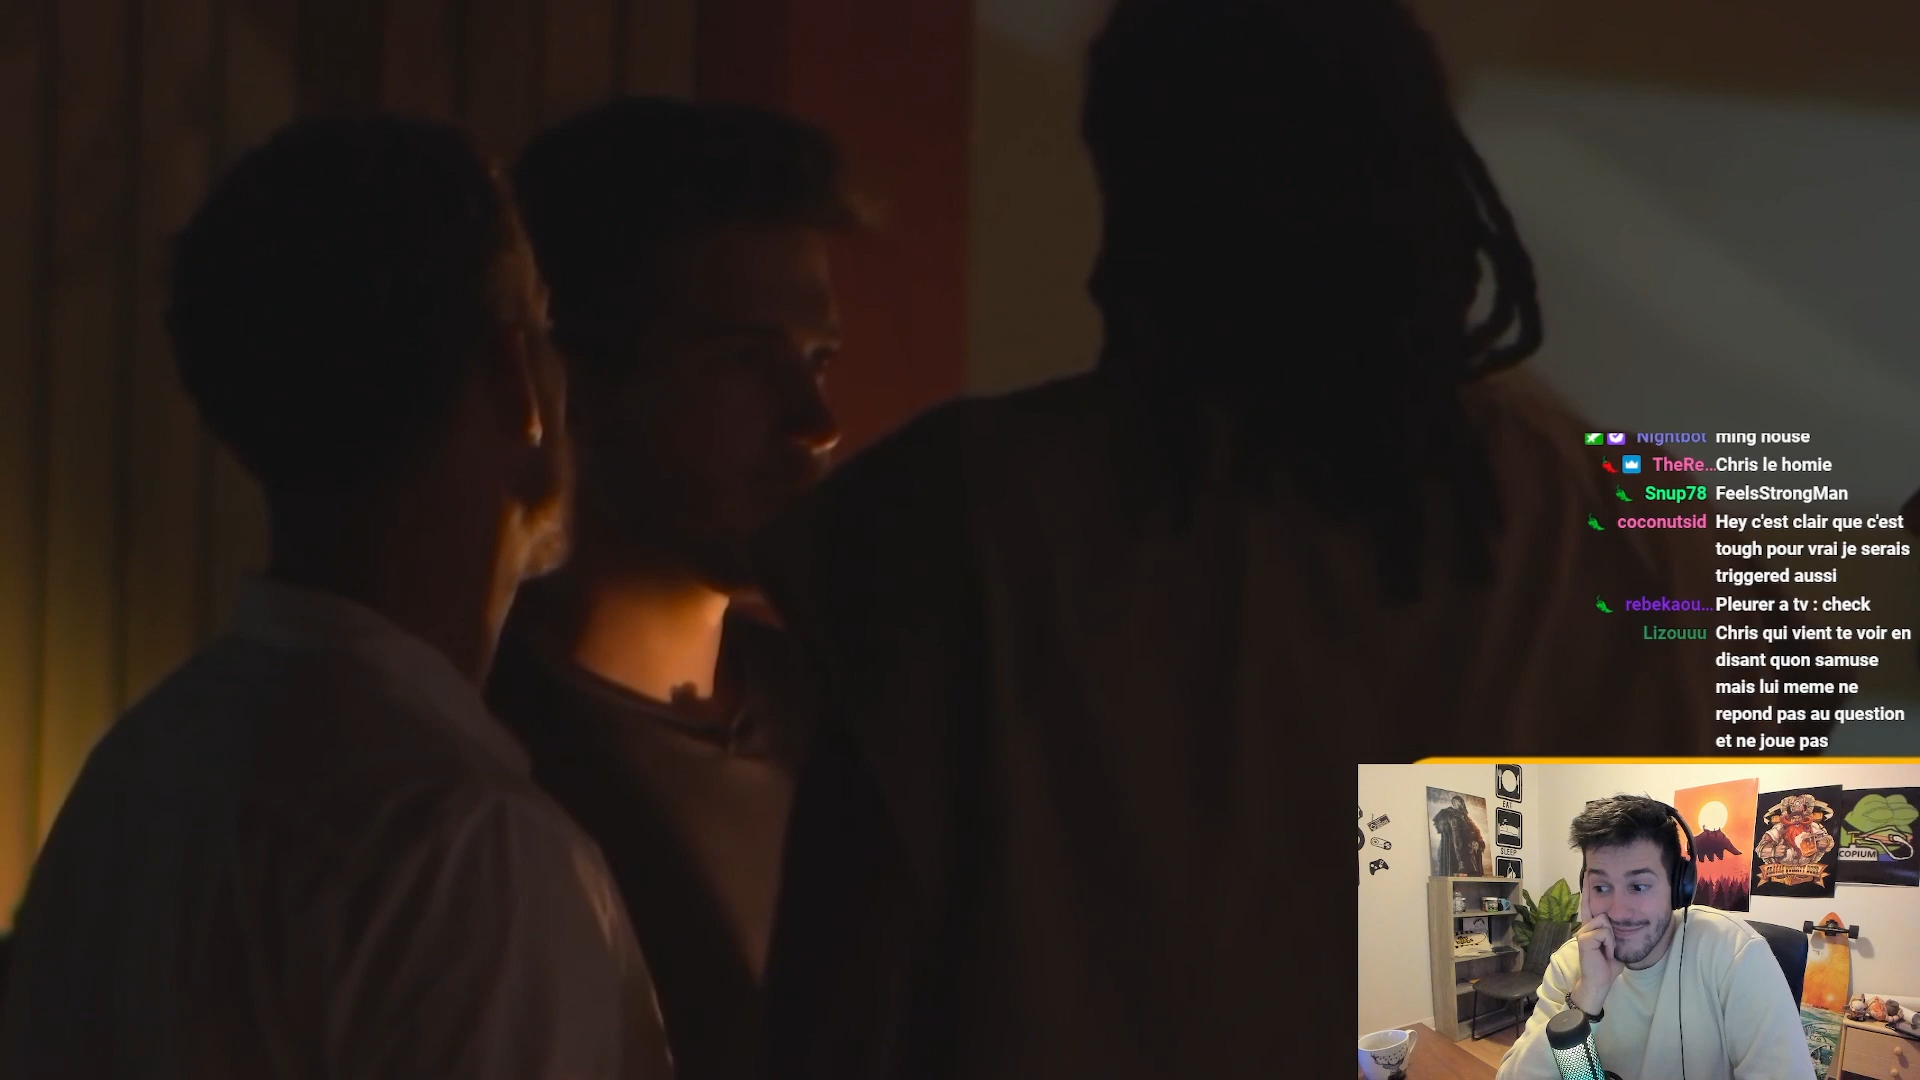 Nightbot ming house
TheRe... Chris le homie
Snup78 FeelsStrongMan
coconutsid Hey c'est clair que c'est
tough pour vrai je serais
triggered aussi
rebekaou... Pleurer a tv : check
Lizouuu Chris qui vient te voir en
disant quon samuse
mais lui meme ne
repond pas au question
et ne joue pas
EAT
SLEEP
COPIUM